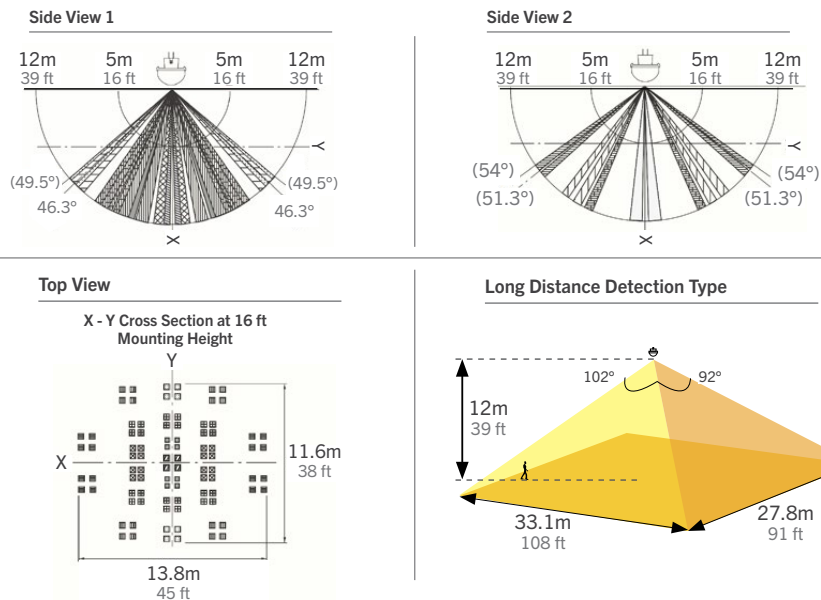 Side View 1
12m 5m 5m 12m
39 ft 16 ft 16 ft 39 ft
Y
(49.5°) (49.5°)
46.3° 46.3°
X
Side View 2
12m 5m 5m 12m
39 ft 16 ft 16 ft 39 ft
Y
(54°) (54°)
(51.3°) (51.3°)
X
Top View
X - Y Cross Section at 16 ft
Mounting Height
Y
X
11.6m
38 ft
13.8m
45 ft
Long Distance Detection Type
102° 92°
12m
39 ft
33.1m
108 ft
27.8m
91 ft